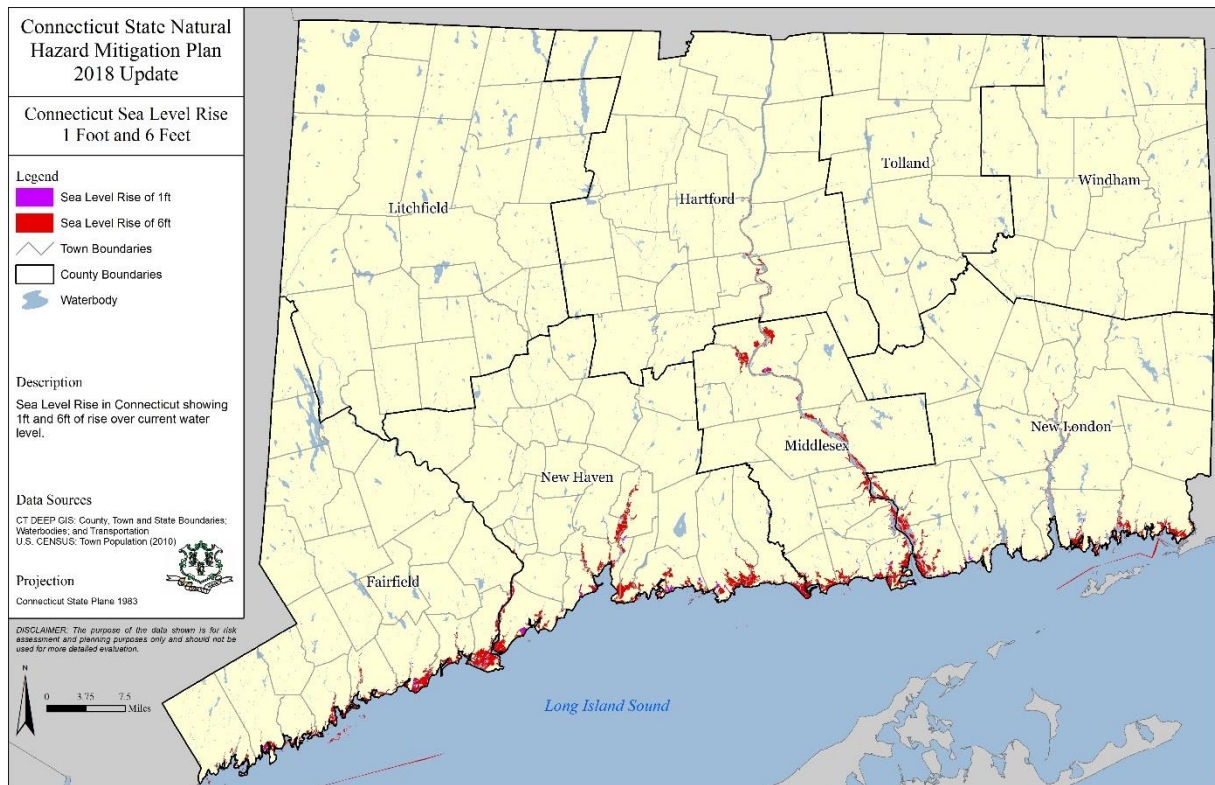 Connecticut State Natural
Hazard Mitigation Plan
2018 Update
Connecticut Sea Level Rise
1 Foot and 6 Feet
Legend
Sea Level Rise of 1ft
Sea Level Rise of 6ft
Town Boundaries
County Boundaries
Waterbody
Description
Sea Level Rise in Connecticut showing
1ft and 6ft of rise over current water
level.
Data Sources
CT DEEP GIS: County, Town and State Boundaries;
Waterbodies; and Transportation
U.S. CENSUS: Town Population (2010)
Projection
Connecticut State Plane 1983
DISCLAIMER: The purpose of the data shown is for risk
assessment and planning purposes only and should not be
used for more detailed evaluation.
N
0 3.75 7.5
Miles
Litchfield
Hartford
Tolland
Windham
Fairfield
New Haven
Middlesex
New London
Long Island Sound